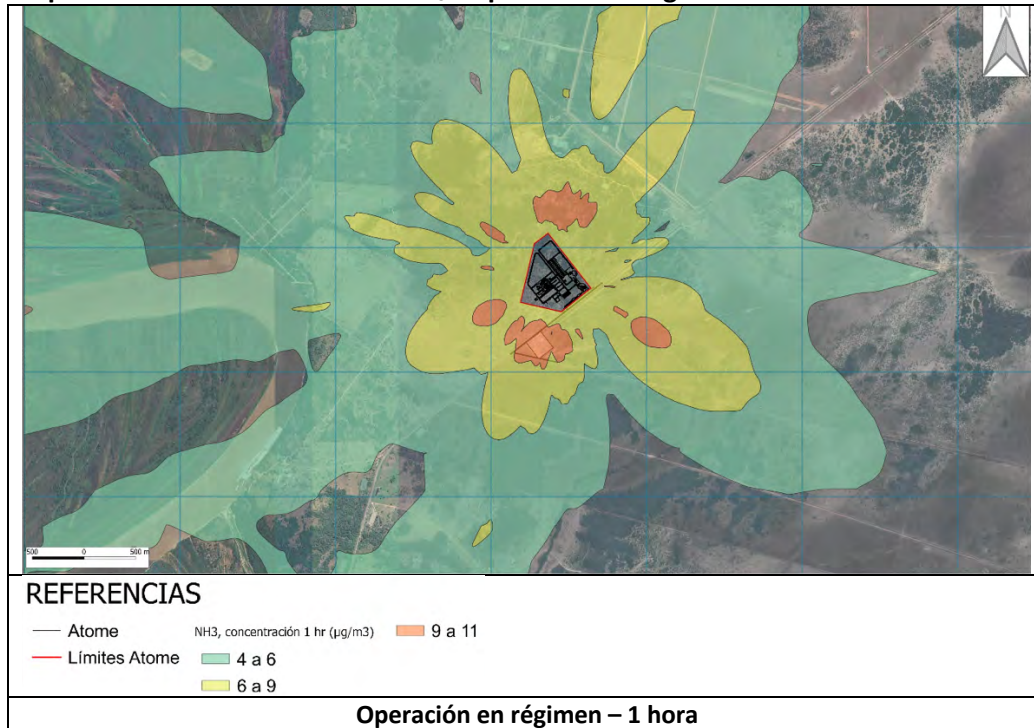 N
500 0 500 m
REFERENCIAS
Atome
Límites Atome
NH3, concentración 1 hr (µg/m3)
4 a 6
6 a 9
9 a 11
Operación en régimen – 1 hora